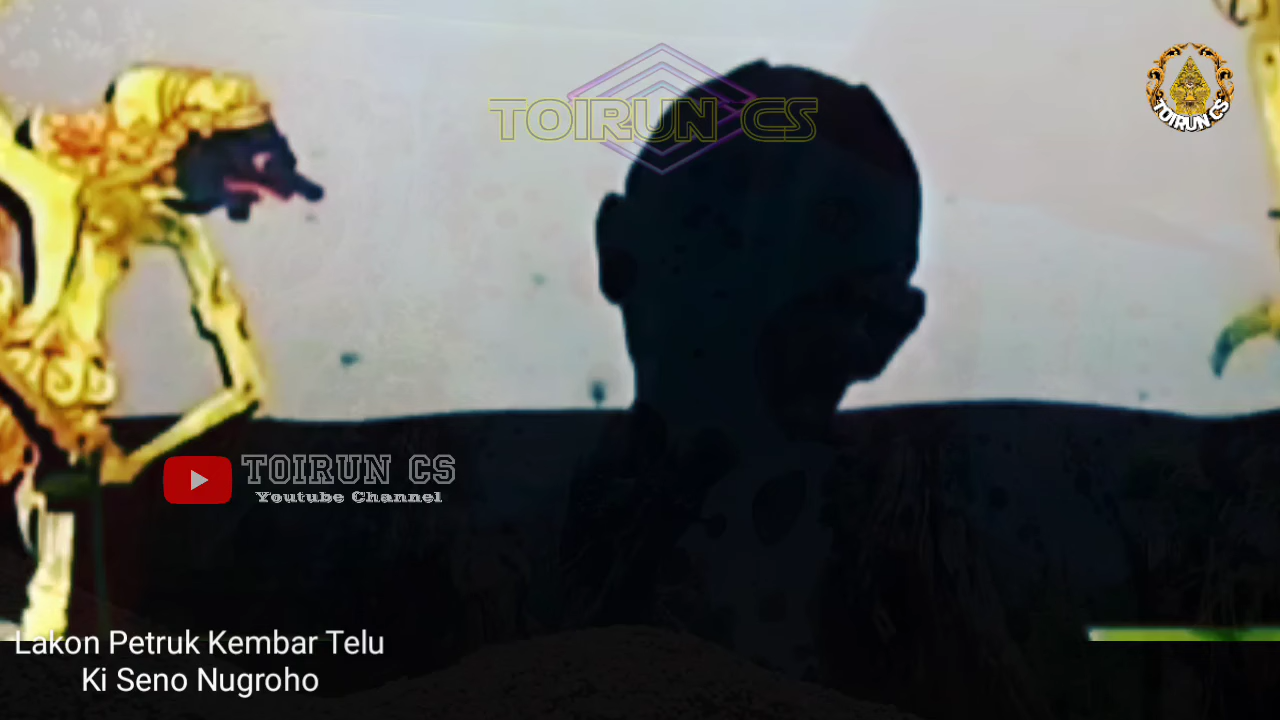 TOIRUN CS
TOIRUN CS
TOIRUN CS
Youtube Channel
Lakon Petruk Kembar Telu
Ki Seno Nugroho